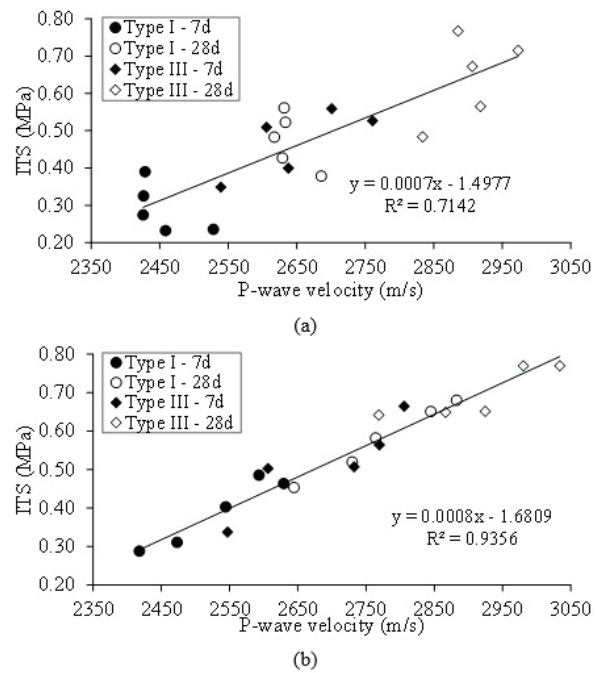 0.80
0.70
0.60
0.50
0.40
0.30
0.20
ITS (MPa)
Type I - 7d
Type I - 28d
Type III - 7d
Type III - 28d
y = 0.0007x - 1.4977
R² = 0.7142
2350 2450 2550 2650 2750 2850 2950 3050
P-wave velocity (m/s)
(a)
0.80
0.70
0.60
0.50
0.40
0.30
0.20
ITS (MPa)
Type I - 7d
Type I - 28d
Type III - 7d
Type III - 28d
y = 0.0008x - 1.6809
R² = 0.9356
2350 2450 2550 2650 2750 2850 2950 3050
P-wave velocity (m/s)
(b)